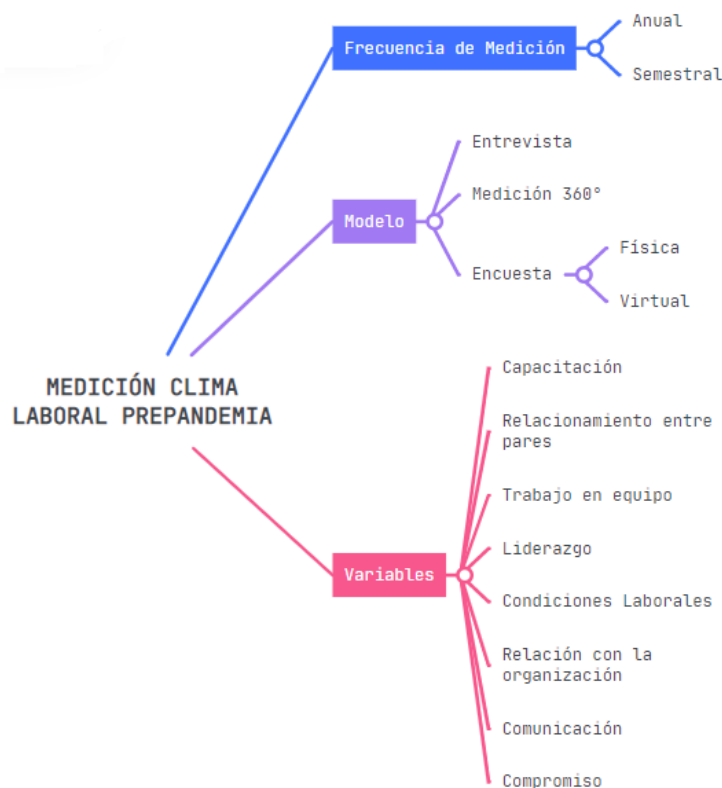 Frecuencia de Medición
Anual
Semestral
Modelo
Entrevista
Medición 360°
Encuesta
Física
Virtual
MEDICIÓN CLIMA
LABORAL PREPANDEMIA
Variables
Capacitación
Relacionamiento entre
pares
Trabajo en equipo
Liderazgo
Condiciones Laborales
Relación con la
organización
Comunicación
Compromiso